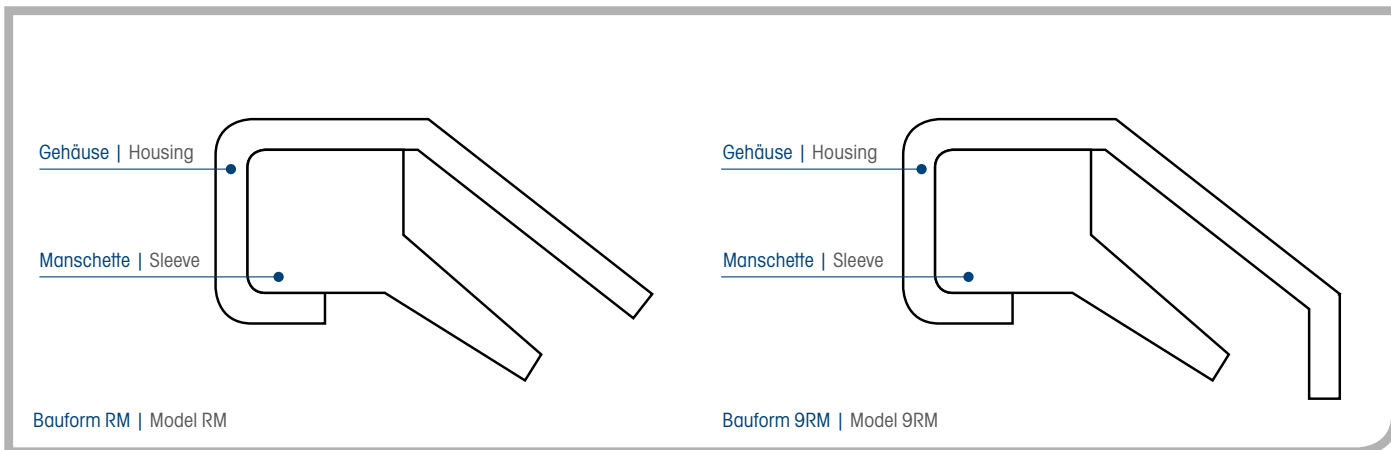 Gehäuse | Housing
Manschette | Sleeve
Bauform RM | Model RM
Gehäuse | Housing
Manschette | Sleeve
Bauform 9RM | Model 9RM